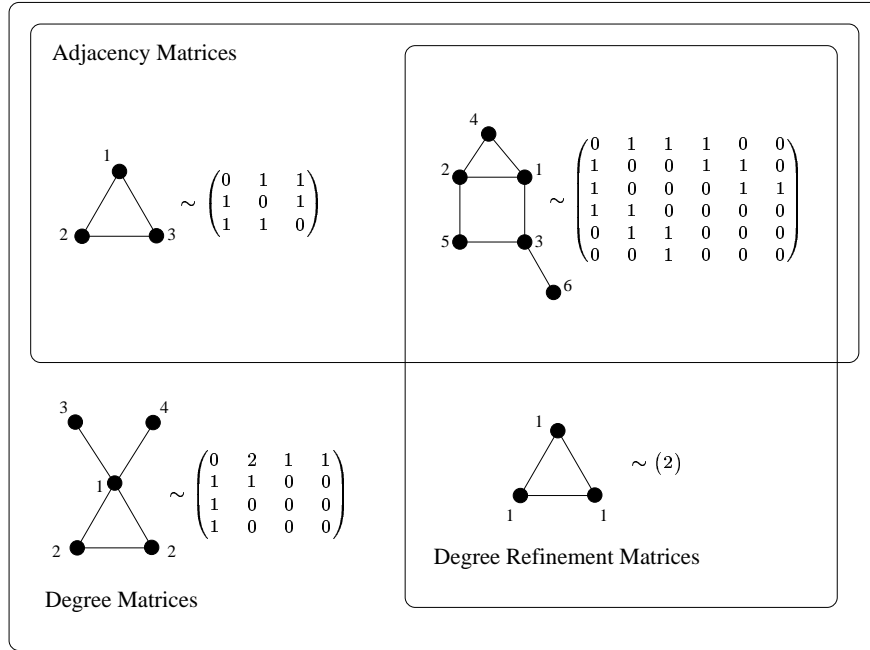 Adjacency Matrices
1
2 3
∼ (0 1 1
1 0 1
1 1 0)
4
2 1
5 3
6
∼ (0 1 1 1 0 0
1 0 0 1 1 0
1 0 0 0 1 1
1 1 0 0 0 0
0 1 1 0 0 0
0 0 1 0 0 0)
3 4
1
2 2
∼ (0 2 1 1
1 1 0 0
1 0 0 0
1 0 0 0)
Degree Matrices
1
1 1
∼ (2)
Degree Refinement Matrices